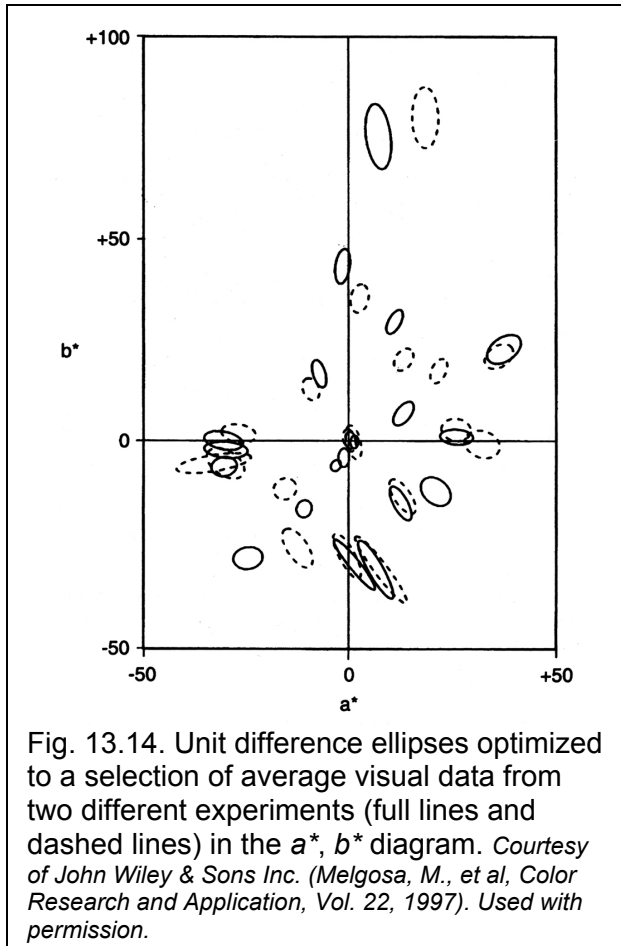 +100
+50
b*
0
-50
-50
0
+50
a*
Fig. 13.14. Unit difference ellipses optimized
to a selection of average visual data from
two different experiments (full lines and
dashed lines) in the a*, b* diagram. Courtesy
of John Wiley & Sons Inc. (Melgosa, M., et al, Color
Research and Application, Vol. 22, 1997). Used with
permission.